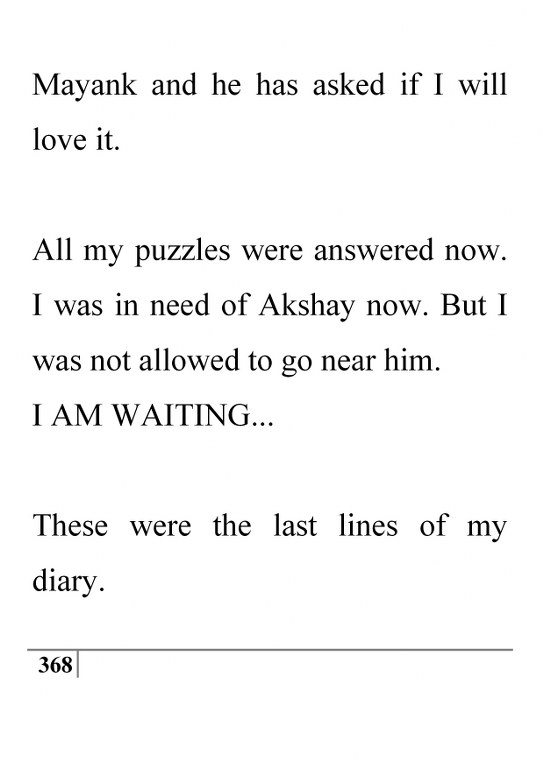 Mayank and he has asked if I will
love it.
All my puzzles were answered now.
I was in need of Akshay now. But I
was not allowed to go near him.
I AM WAITING...
These were the last lines of my
diary.
368